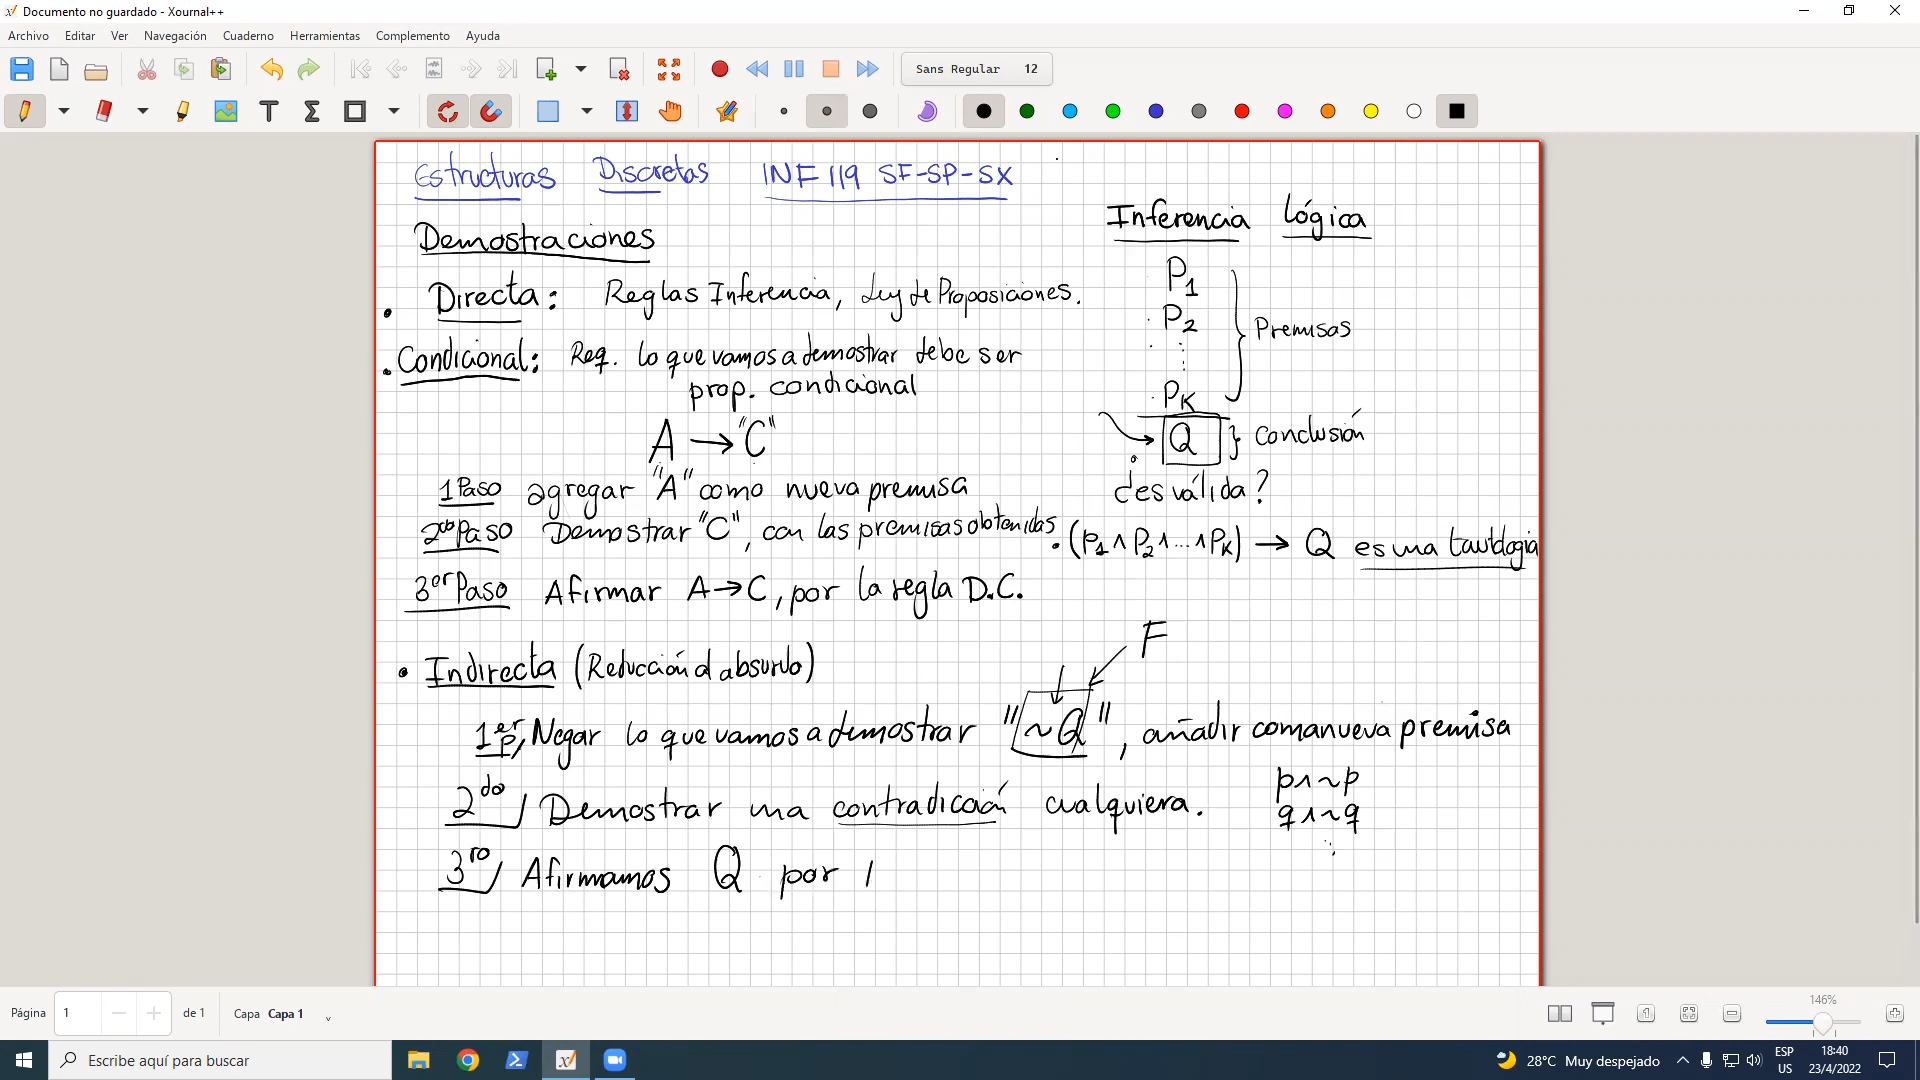 Documento no guardado - Xournal++
Archivo Editar Ver Navegación Cuaderno Herramientas Complemento Ayuda
Sans Regular 12
Estructuras Discretas INF119 SF-SP-SX
Demostraciones
• Directa: Reglas Inferencia, Ley de Proposiciones.
• Condicional: Req. lo que vamos a demostrar debe ser
prop. condicional
A → "C"
1 Paso agregar "A" como nueva premisa
2do Paso Demostrar "C", con las premisas obtenidas.
3er Paso Afirmar A→C, por la regla D.C.
Inferencia Lógica
P1
P2
⋮
PK
} Premisas
Q } Conclusión
¿es válida?
• (P1 ∧ P2 ∧ ... ∧ PK) → Q es una tautología
• Indirecta (Reducción al absurdo)
F
1er p/ Negar lo que vamos a demostrar "~Q", añadir como nueva premisa
p∧~p
2do/ Demostrar una contradicción cualquiera.
q∧~q
⋮
3ro/ Afirmamos Q por
Página 1 de 1 Capa Capa 1
146%
Escribe aquí para buscar
28°C Muy despejado
ESP
US
18:40
23/4/2022